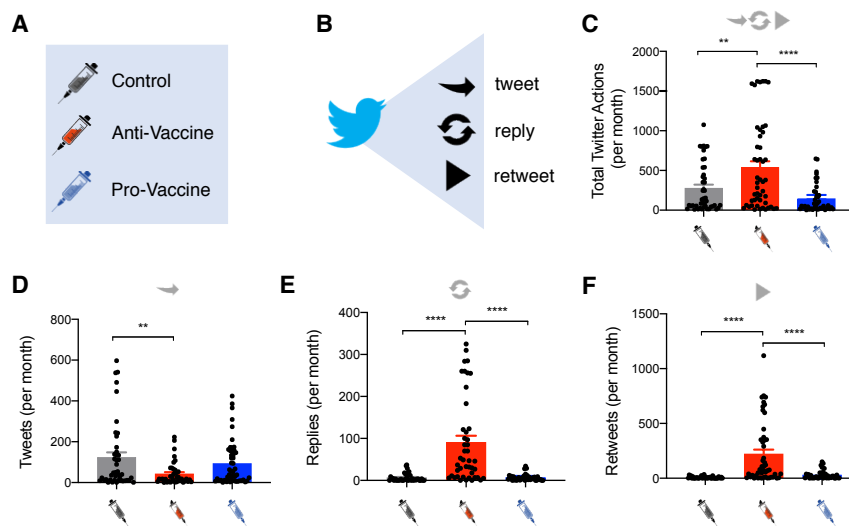 A
Control
Anti-Vaccine
Pro-Vaccine
B
tweet
reply
retweet
C
Total Twitter Actions
(per month)
2000
1500
1000
500
0
**
****
D
Tweets (per month)
800
600
400
200
0
**
E
Replies (per month)
400
300
200
100
0
****
****
F
Retweets (per month)
1500
1000
500
0
****
****